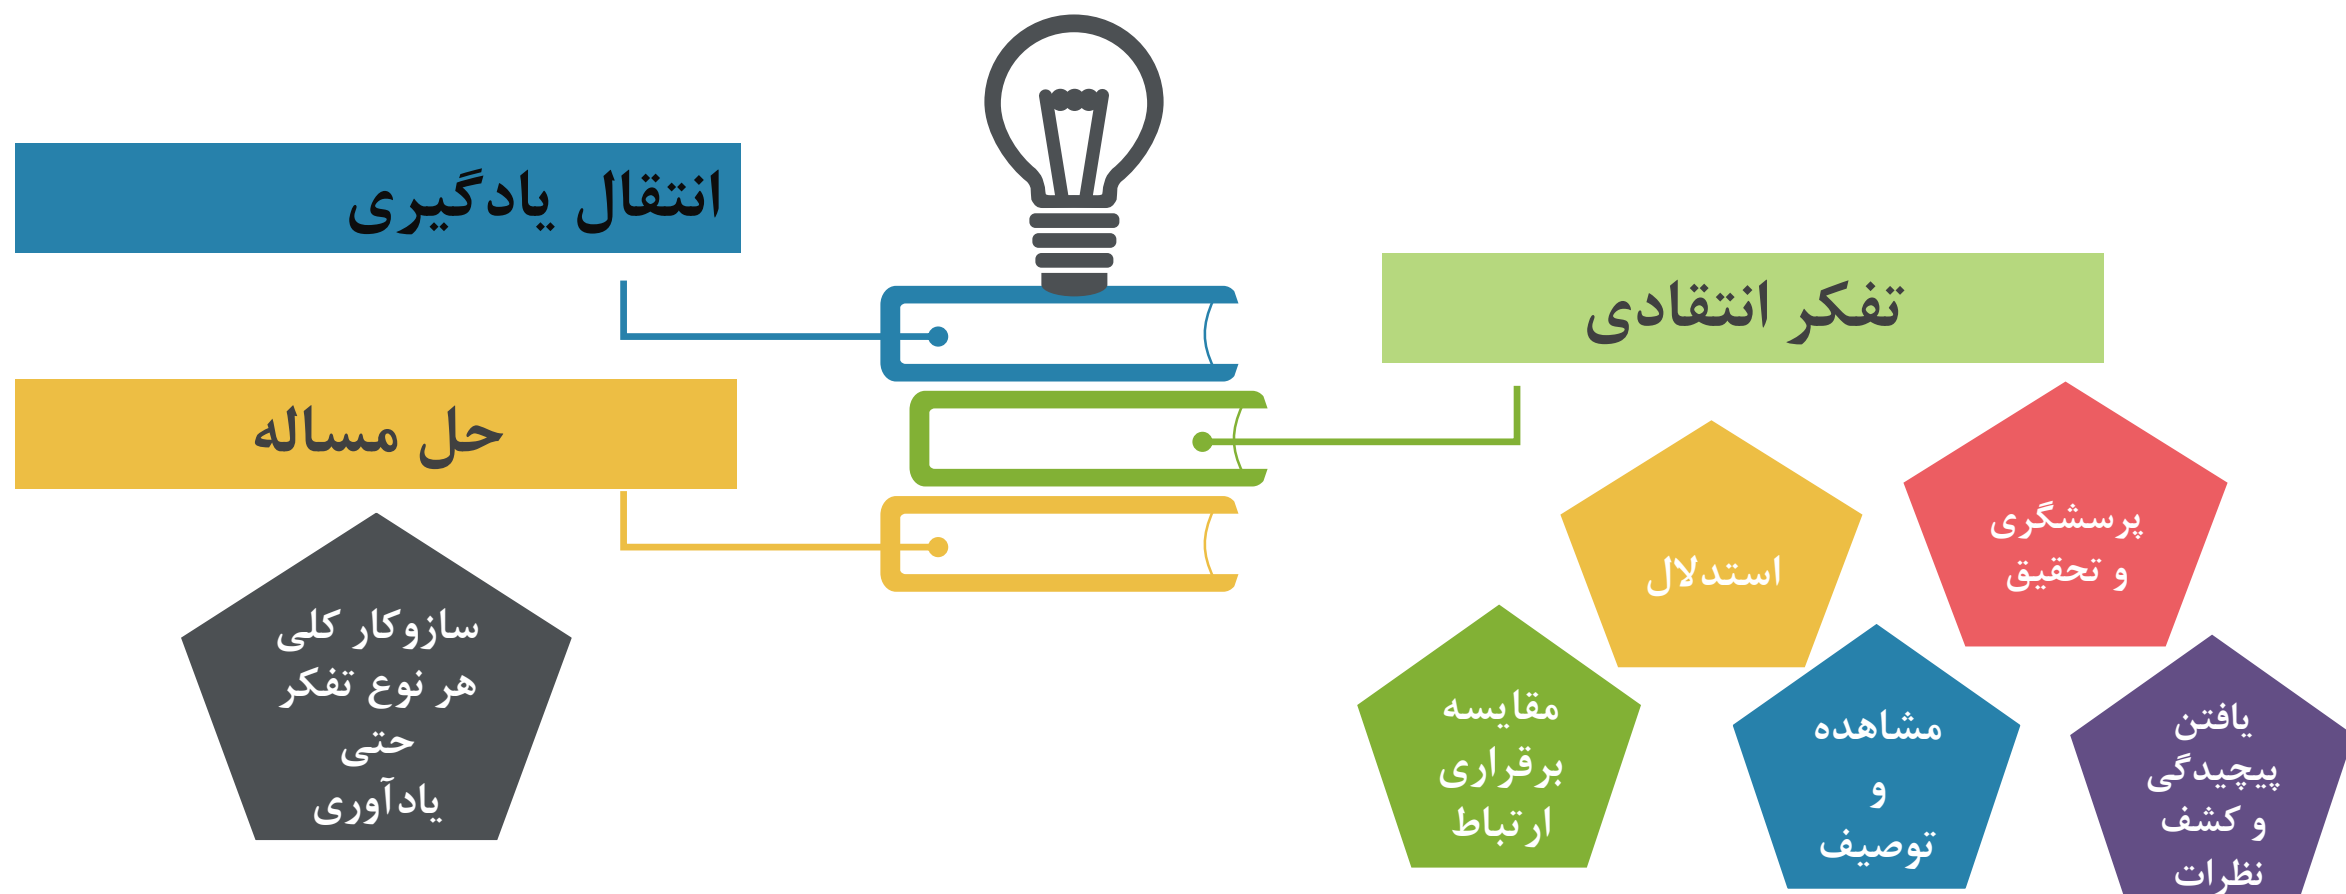 انتقال یادگیری
تفکر انتقادی
حل مساله
سازوکار کلی
هر نوع تفکر
حتی
یادآوری
پرسشگری
و تحقیق
استدلال
مقایسه
برقراری
ارتباط
مشاهده
و
توصیف
یافتن
پیچیدگی
و کشف
نظرات